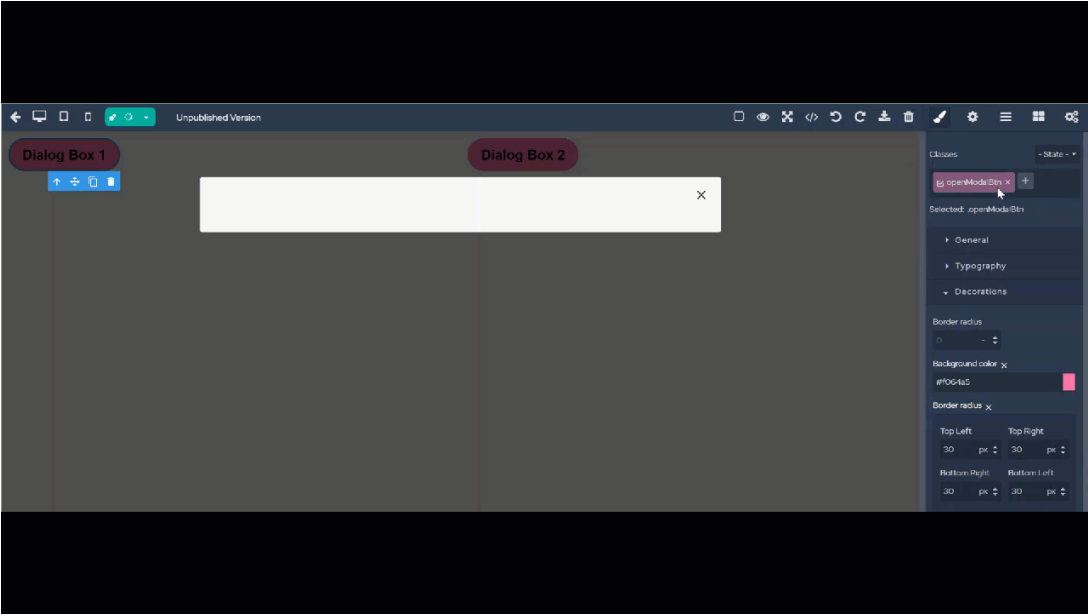 Unpublished Version
Dialog Box 1
Dialog Box 2
Classes
- State -
openModalBtn
Selected: .openModalBtn
General
Typography
Decorations
Border radius
0 -
Background color
#f064a5
Border radius
Top Left Top Right
30 px 30 px
Bottom Right Bottom Left
30 px 30 px